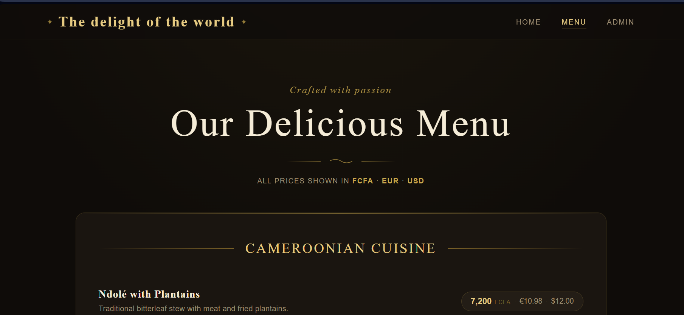 The delight of the world
HOME MENU ADMIN
Crafted with passion
Our Delicious Menu
ALL PRICES SHOWN IN FCFA · EUR · USD
CAMEROONIAN CUISINE
Ndolé with Plantains
7,200 FCFA €10.98 $12.00
Traditional bitterleaf stew with meat and fried plantains.